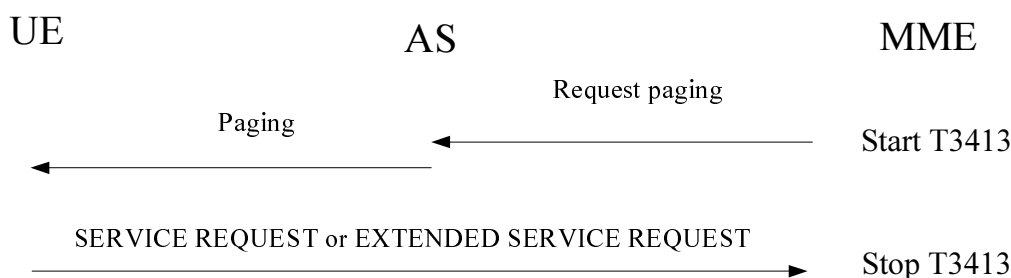 UE
AS
MME
Request paging
Paging
Start T3413
SERVICE REQUEST or EXTENDED SERVICE REQUEST
Stop T3413